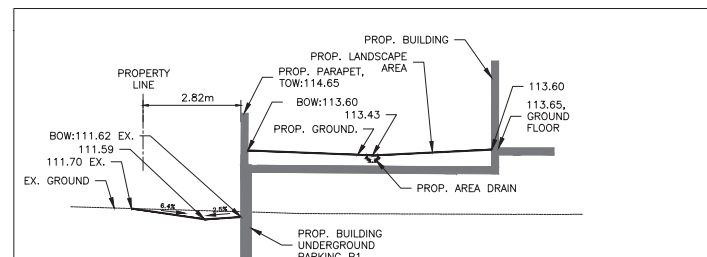 PROP. BUILDING
PROP. LANDSCAPE
AREA
PROPERTY
LINE
PROP. PARAPET,
TOW:114.65
2.82m
BOW:113.60
113.60
113.43
113.65,
GROUND
FLOOR
BOW:111.62 EX.
PROP. GROUND.
111.59
111.70 EX.
EX. GROUND
PROP. AREA DRAIN
6.4%
2.5%
PROP. BUILDING
UNDERGROUND
PARKING P1